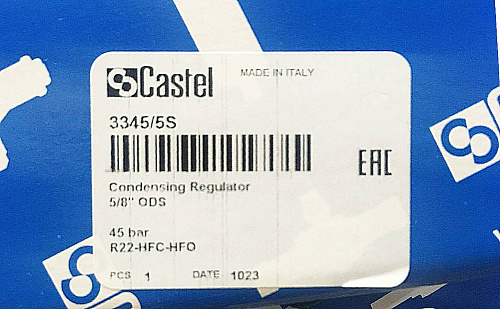 Castel MADE IN ITALY
3345/5S
EAC
Condensing Regulator
5/8" ODS
45 bar
R22-HFC-HFO
PCS 1 DATE 1023